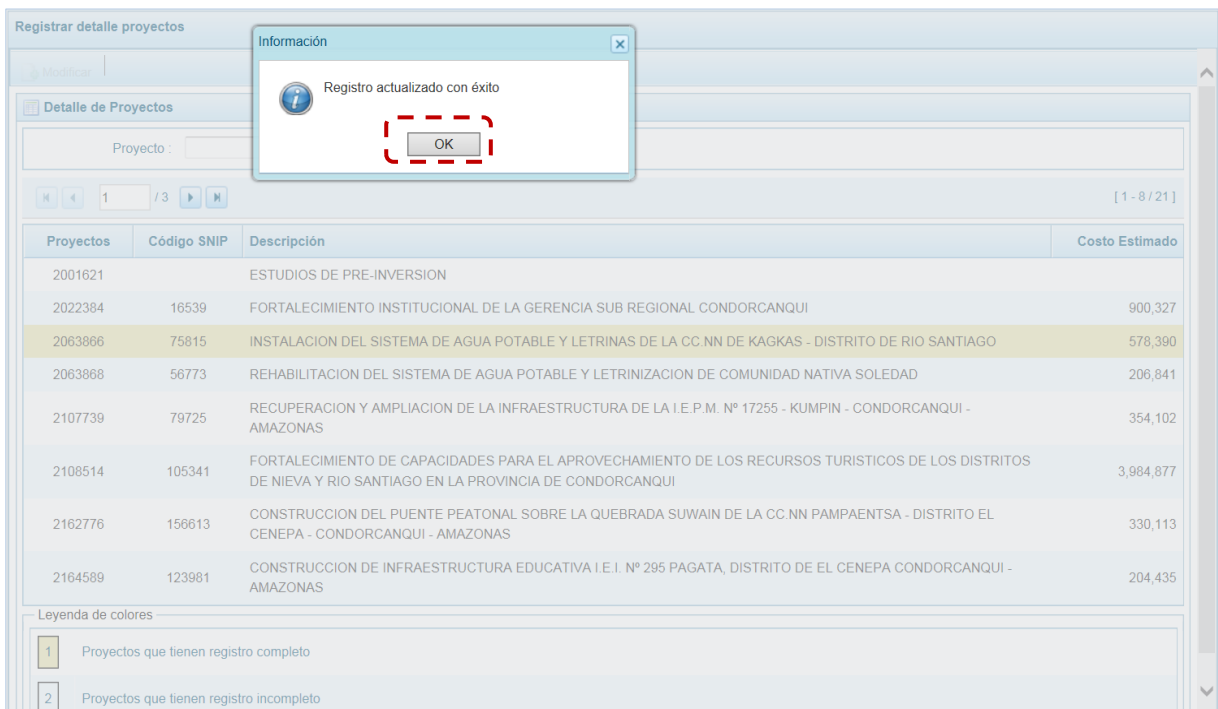 Registrar detalle proyectos
Información
Modificar
Registro actualizado con éxito
OK
Detalle de Proyectos
Proyecto :
1 / 3
[ 1 - 8 / 21 ]
Proyectos Código SNIP Descripción Costo Estimado
2001621 ESTUDIOS DE PRE-INVERSION
2022384 16539 FORTALECIMIENTO INSTITUCIONAL DE LA GERENCIA SUB REGIONAL CONDORCANQUI 900,327
2063866 75815 INSTALACION DEL SISTEMA DE AGUA POTABLE Y LETRINAS DE LA CC.NN DE KAGKAS - DISTRITO DE RIO SANTIAGO 578,390
2063868 56773 REHABILITACION DEL SISTEMA DE AGUA POTABLE Y LETRINIZACION DE COMUNIDAD NATIVA SOLEDAD 206,841
2107739 79725 RECUPERACION Y AMPLIACION DE LA INFRAESTRUCTURA DE LA I.E.P.M. Nº 17255 - KUMPIN - CONDORCANQUI -
AMAZONAS 354,102
2108514 105341 FORTALECIMIENTO DE CAPACIDADES PARA EL APROVECHAMIENTO DE LOS RECURSOS TURISTICOS DE LOS DISTRITOS
DE NIEVA Y RIO SANTIAGO EN LA PROVINCIA DE CONDORCANQUI 3,984,877
2162776 156613 CONSTRUCCION DEL PUENTE PEATONAL SOBRE LA QUEBRADA SUWAIN DE LA CC.NN PAMPAENTSA - DISTRITO EL
CENEPA - CONDORCANQUI - AMAZONAS 330,113
2164589 123981 CONSTRUCCION DE INFRAESTRUCTURA EDUCATIVA I.E.I. Nº 295 PAGATA, DISTRITO DE EL CENEPA CONDORCANQUI -
AMAZONAS 204,435
Leyenda de colores
1 Proyectos que tienen registro completo
2 Proyectos que tienen registro incompleto